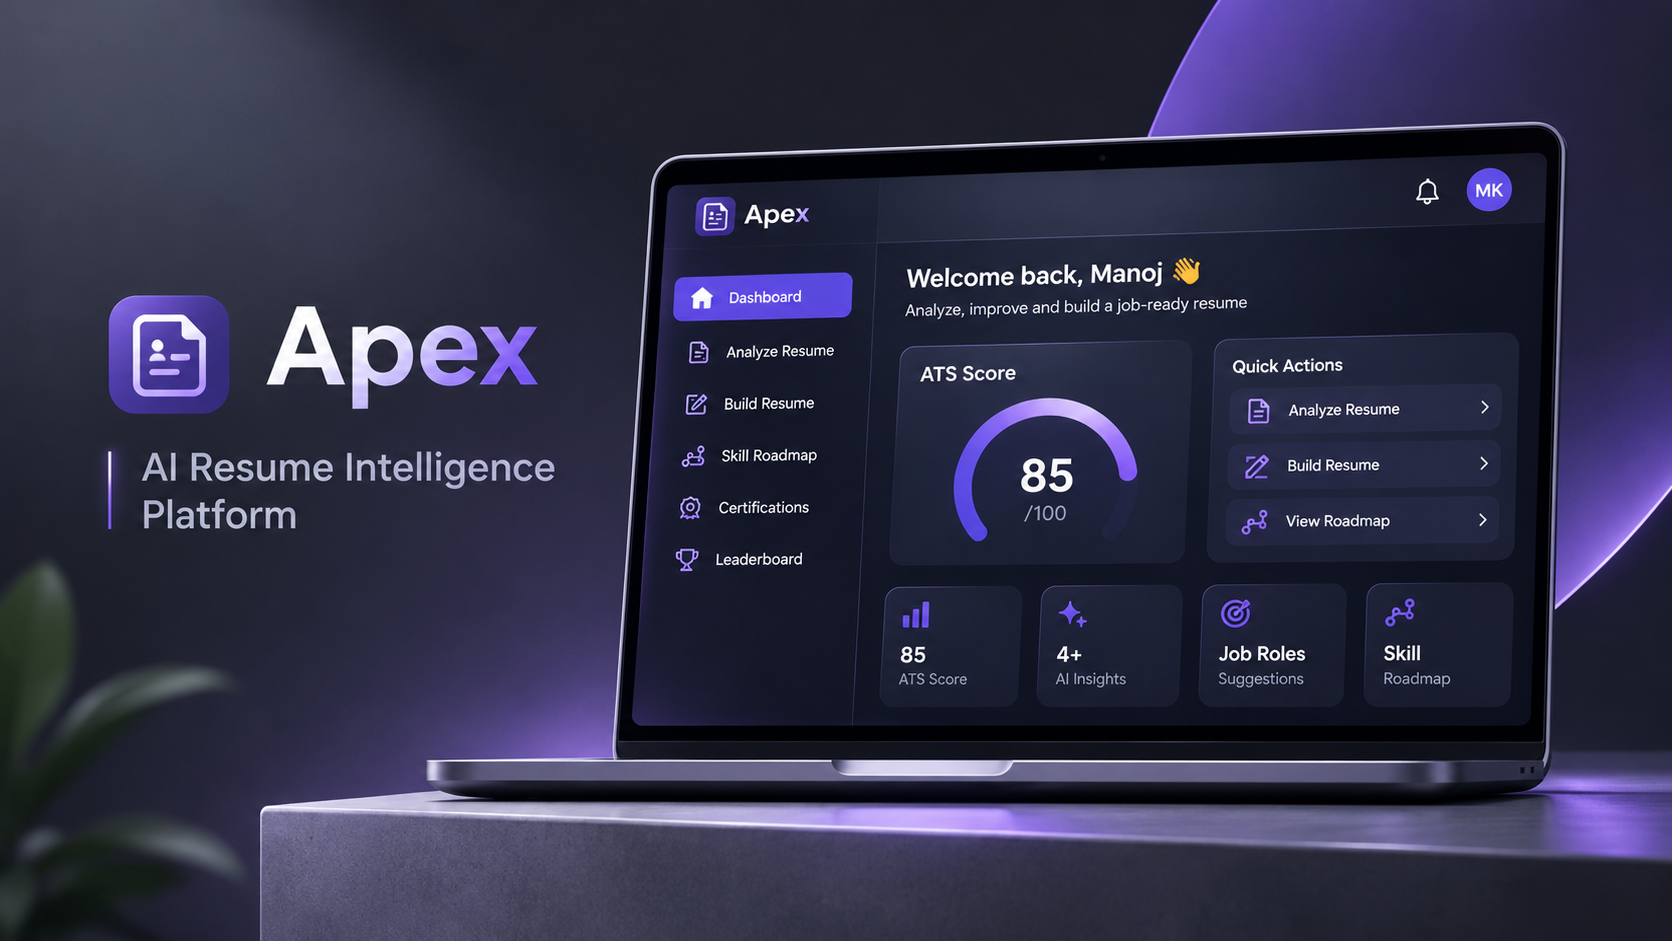 Apex
AI Resume Intelligence
Platform
Apex
MK
Dashboard
Analyze Resume
Build Resume
Skill Roadmap
Certifications
Leaderboard
Welcome back, Manoj 👋
Analyze, improve and build a job-ready resume
ATS Score
85
/100
Quick Actions
Analyze Resume
Build Resume
View Roadmap
85
ATS Score
4+
AI Insights
Job Roles
Suggestions
Skill
Roadmap